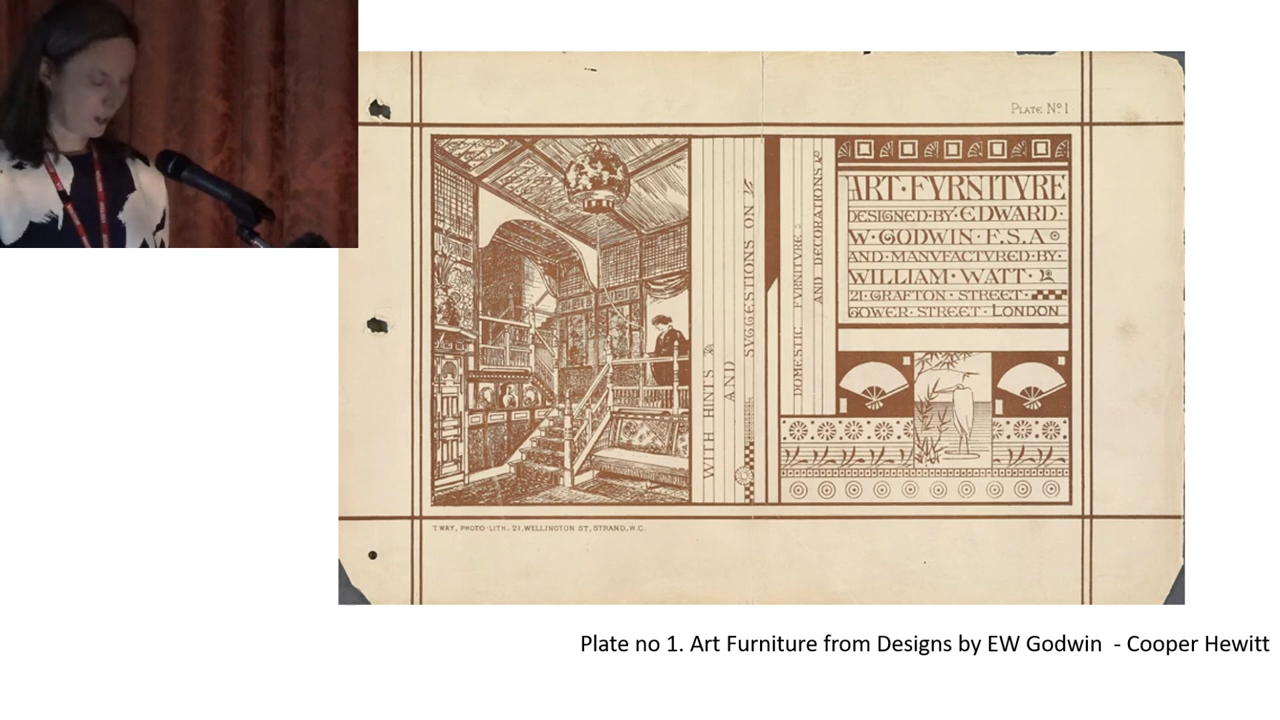 PLATE Nº 1
WITH HINTS
AND
SVGGESTIONS ON
DOMESTIC FVRNITVRE
AND DECORATIONS
ART·FVRNITVRE
DESIGNED·BY·EDWARD·
W·GODWIN·F.S.A
AND·MANVFACTVRED·BY·
WILLIAM·WATT·
21·GRAFTON·STREET·
GOWER·STREET·LONDON
T.WAY, PHOTO-LITH, 21, WELLINGTON ST, STRAND, W.C.
Plate no 1. Art Furniture from Designs by EW Godwin - Cooper Hewitt